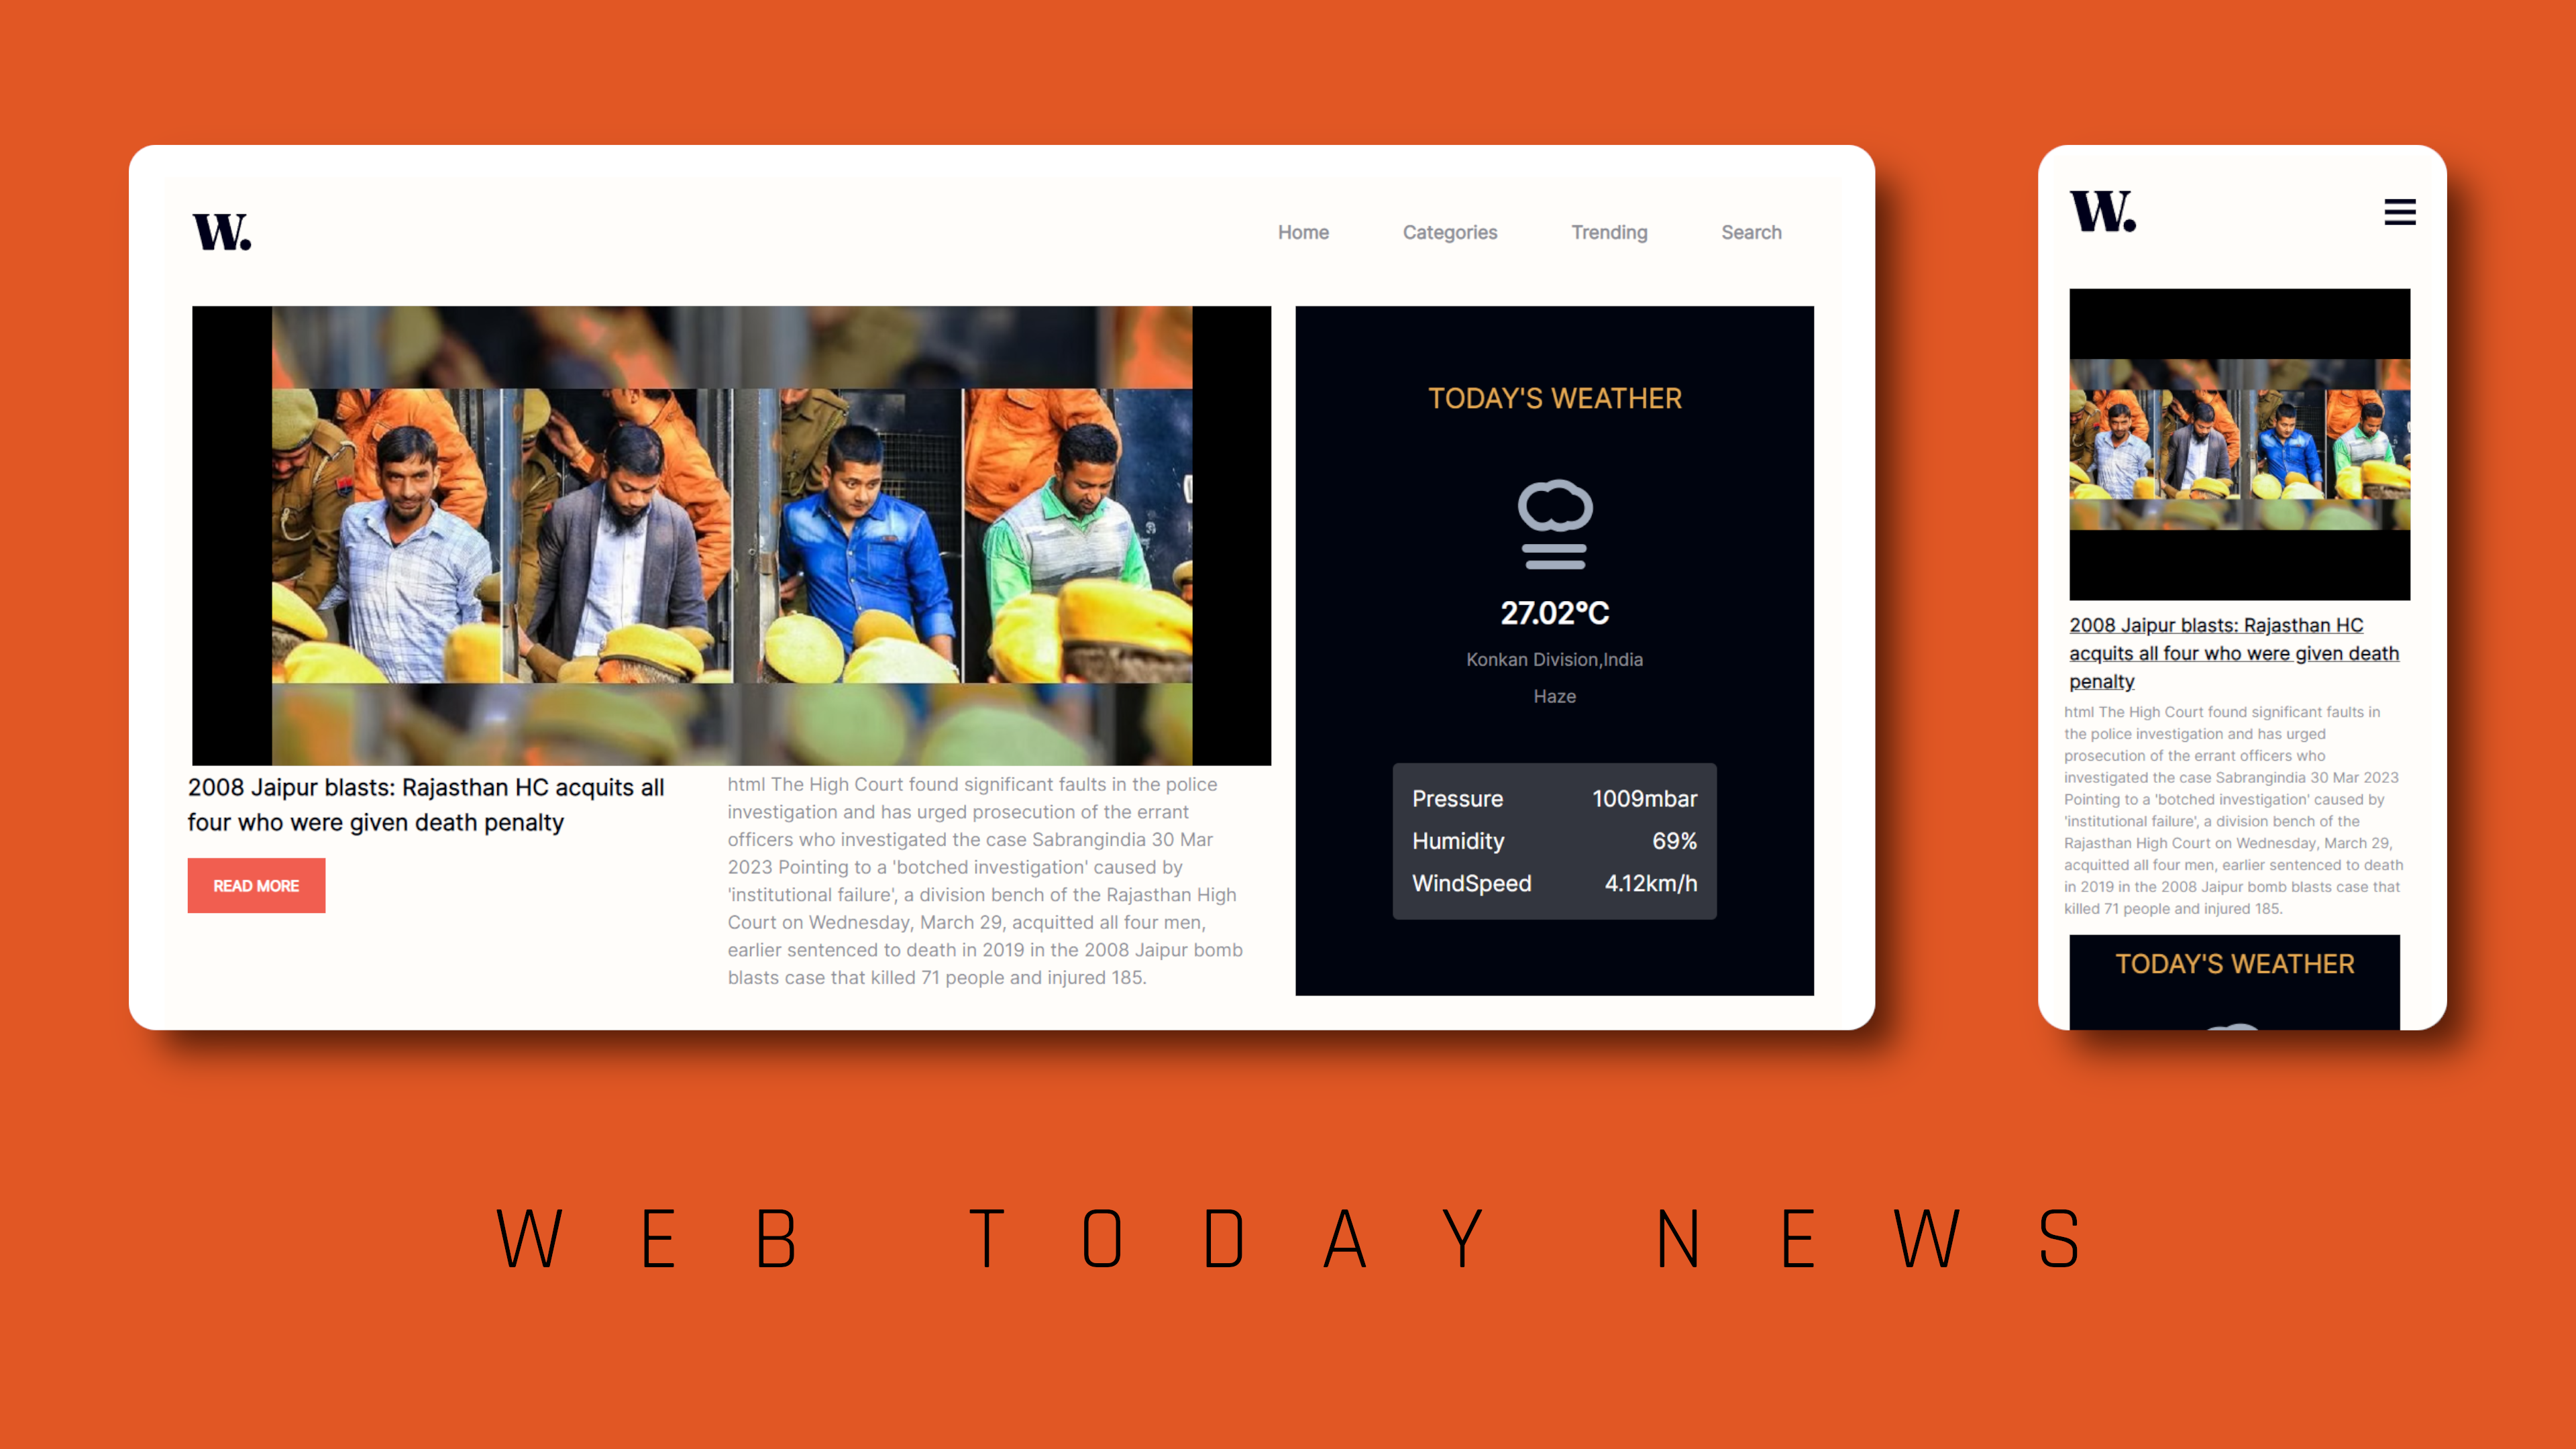 W.
Home Categories Trending Search
2008 Jaipur blasts: Rajasthan HC acquits all
four who were given death penalty
READ MORE
html The High Court found significant faults in the police
investigation and has urged prosecution of the errant
officers who investigated the case Sabrangindia 30 Mar
2023 Pointing to a 'botched investigation' caused by
'institutional failure', a division bench of the Rajasthan High
Court on Wednesday, March 29, acquitted all four men,
earlier sentenced to death in 2019 in the 2008 Jaipur bomb
blasts case that killed 71 people and injured 185.
TODAY'S WEATHER
27.02°C
Konkan Division,India
Haze
Pressure 1009mbar
Humidity 69%
WindSpeed 4.12km/h
W.
2008 Jaipur blasts: Rajasthan HC
acquits all four who were given death
penalty
html The High Court found significant faults in
the police investigation and has urged
prosecution of the errant officers who
investigated the case Sabrangindia 30 Mar 2023
Pointing to a 'botched investigation' caused by
'institutional failure', a division bench of the
Rajasthan High Court on Wednesday, March 29,
acquitted all four men, earlier sentenced to death
in 2019 in the 2008 Jaipur bomb blasts case that
killed 71 people and injured 185.
TODAY'S WEATHER
WEB TODAY NEWS